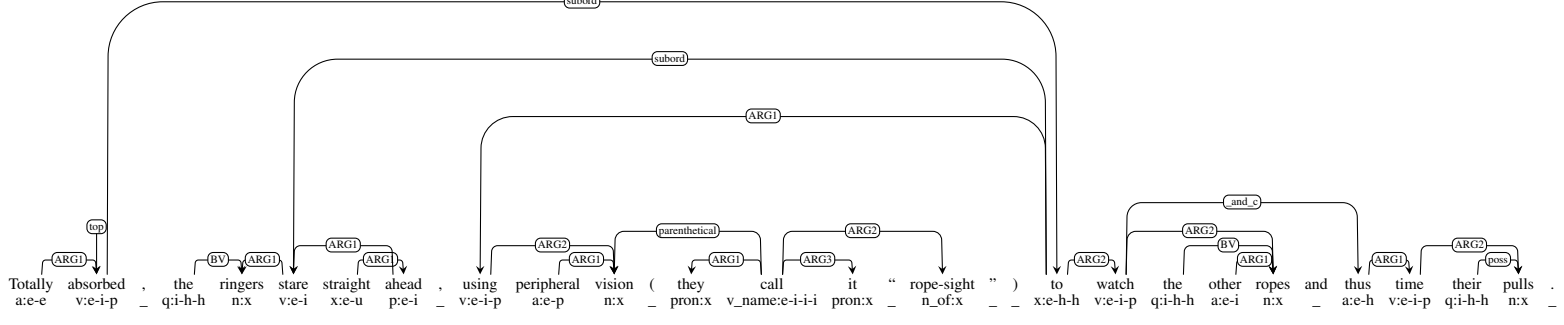 subord
subord
ARG1
_and_c
top
parenthetical
ARG2
ARG2
ARG1
ARG2
BV
ARG2
ARG1
BV
ARG1
ARG1
ARG1
ARG1
ARG3
ARG2
ARG1
ARG1
poss
Totally absorbed , the ringers stare straight ahead , using peripheral vision ( they call it “ rope-sight ” ) to watch the other ropes and thus time their pulls .
a:e-e v:e-i-p _ q:i-h-h n:x v:e-i x:e-u p:e-i _ v:e-i-p a:e-p n:x _ pron:x v_name:e-i-i-i pron:x _ n_of:x _ _ x:e-h-h v:e-i-p q:i-h-h a:e-i n:x _ a:e-h v:e-i-p q:i-h-h n:x _